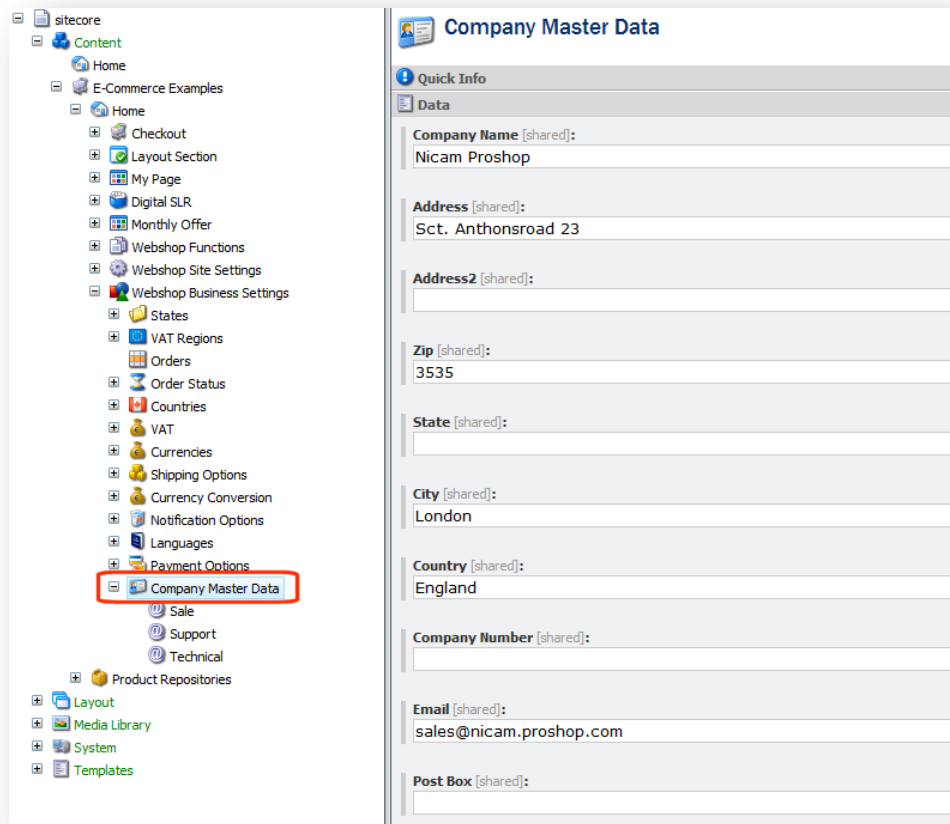 sitecore
Content
Home
E-Commerce Examples
Home
Checkout
Layout Section
My Page
Digital SLR
Monthly Offer
Webshop Functions
Webshop Site Settings
Webshop Business Settings
States
VAT Regions
Orders
Order Status
Countries
VAT
Currencies
Shipping Options
Currency Conversion
Notification Options
Languages
Payment Options
Company Master Data
Sale
Support
Technical
Product Repositories
Layout
Media Library
System
Templates
Company Master Data
Quick Info
Data
Company Name [shared]:
Nicam Proshop
Address [shared]:
Sct. Anthonsroad 23
Address2 [shared]:
Zip [shared]:
3535
State [shared]:
City [shared]:
London
Country [shared]:
England
Company Number [shared]:
Email [shared]:
sales@nicam.proshop.com
Post Box [shared]: